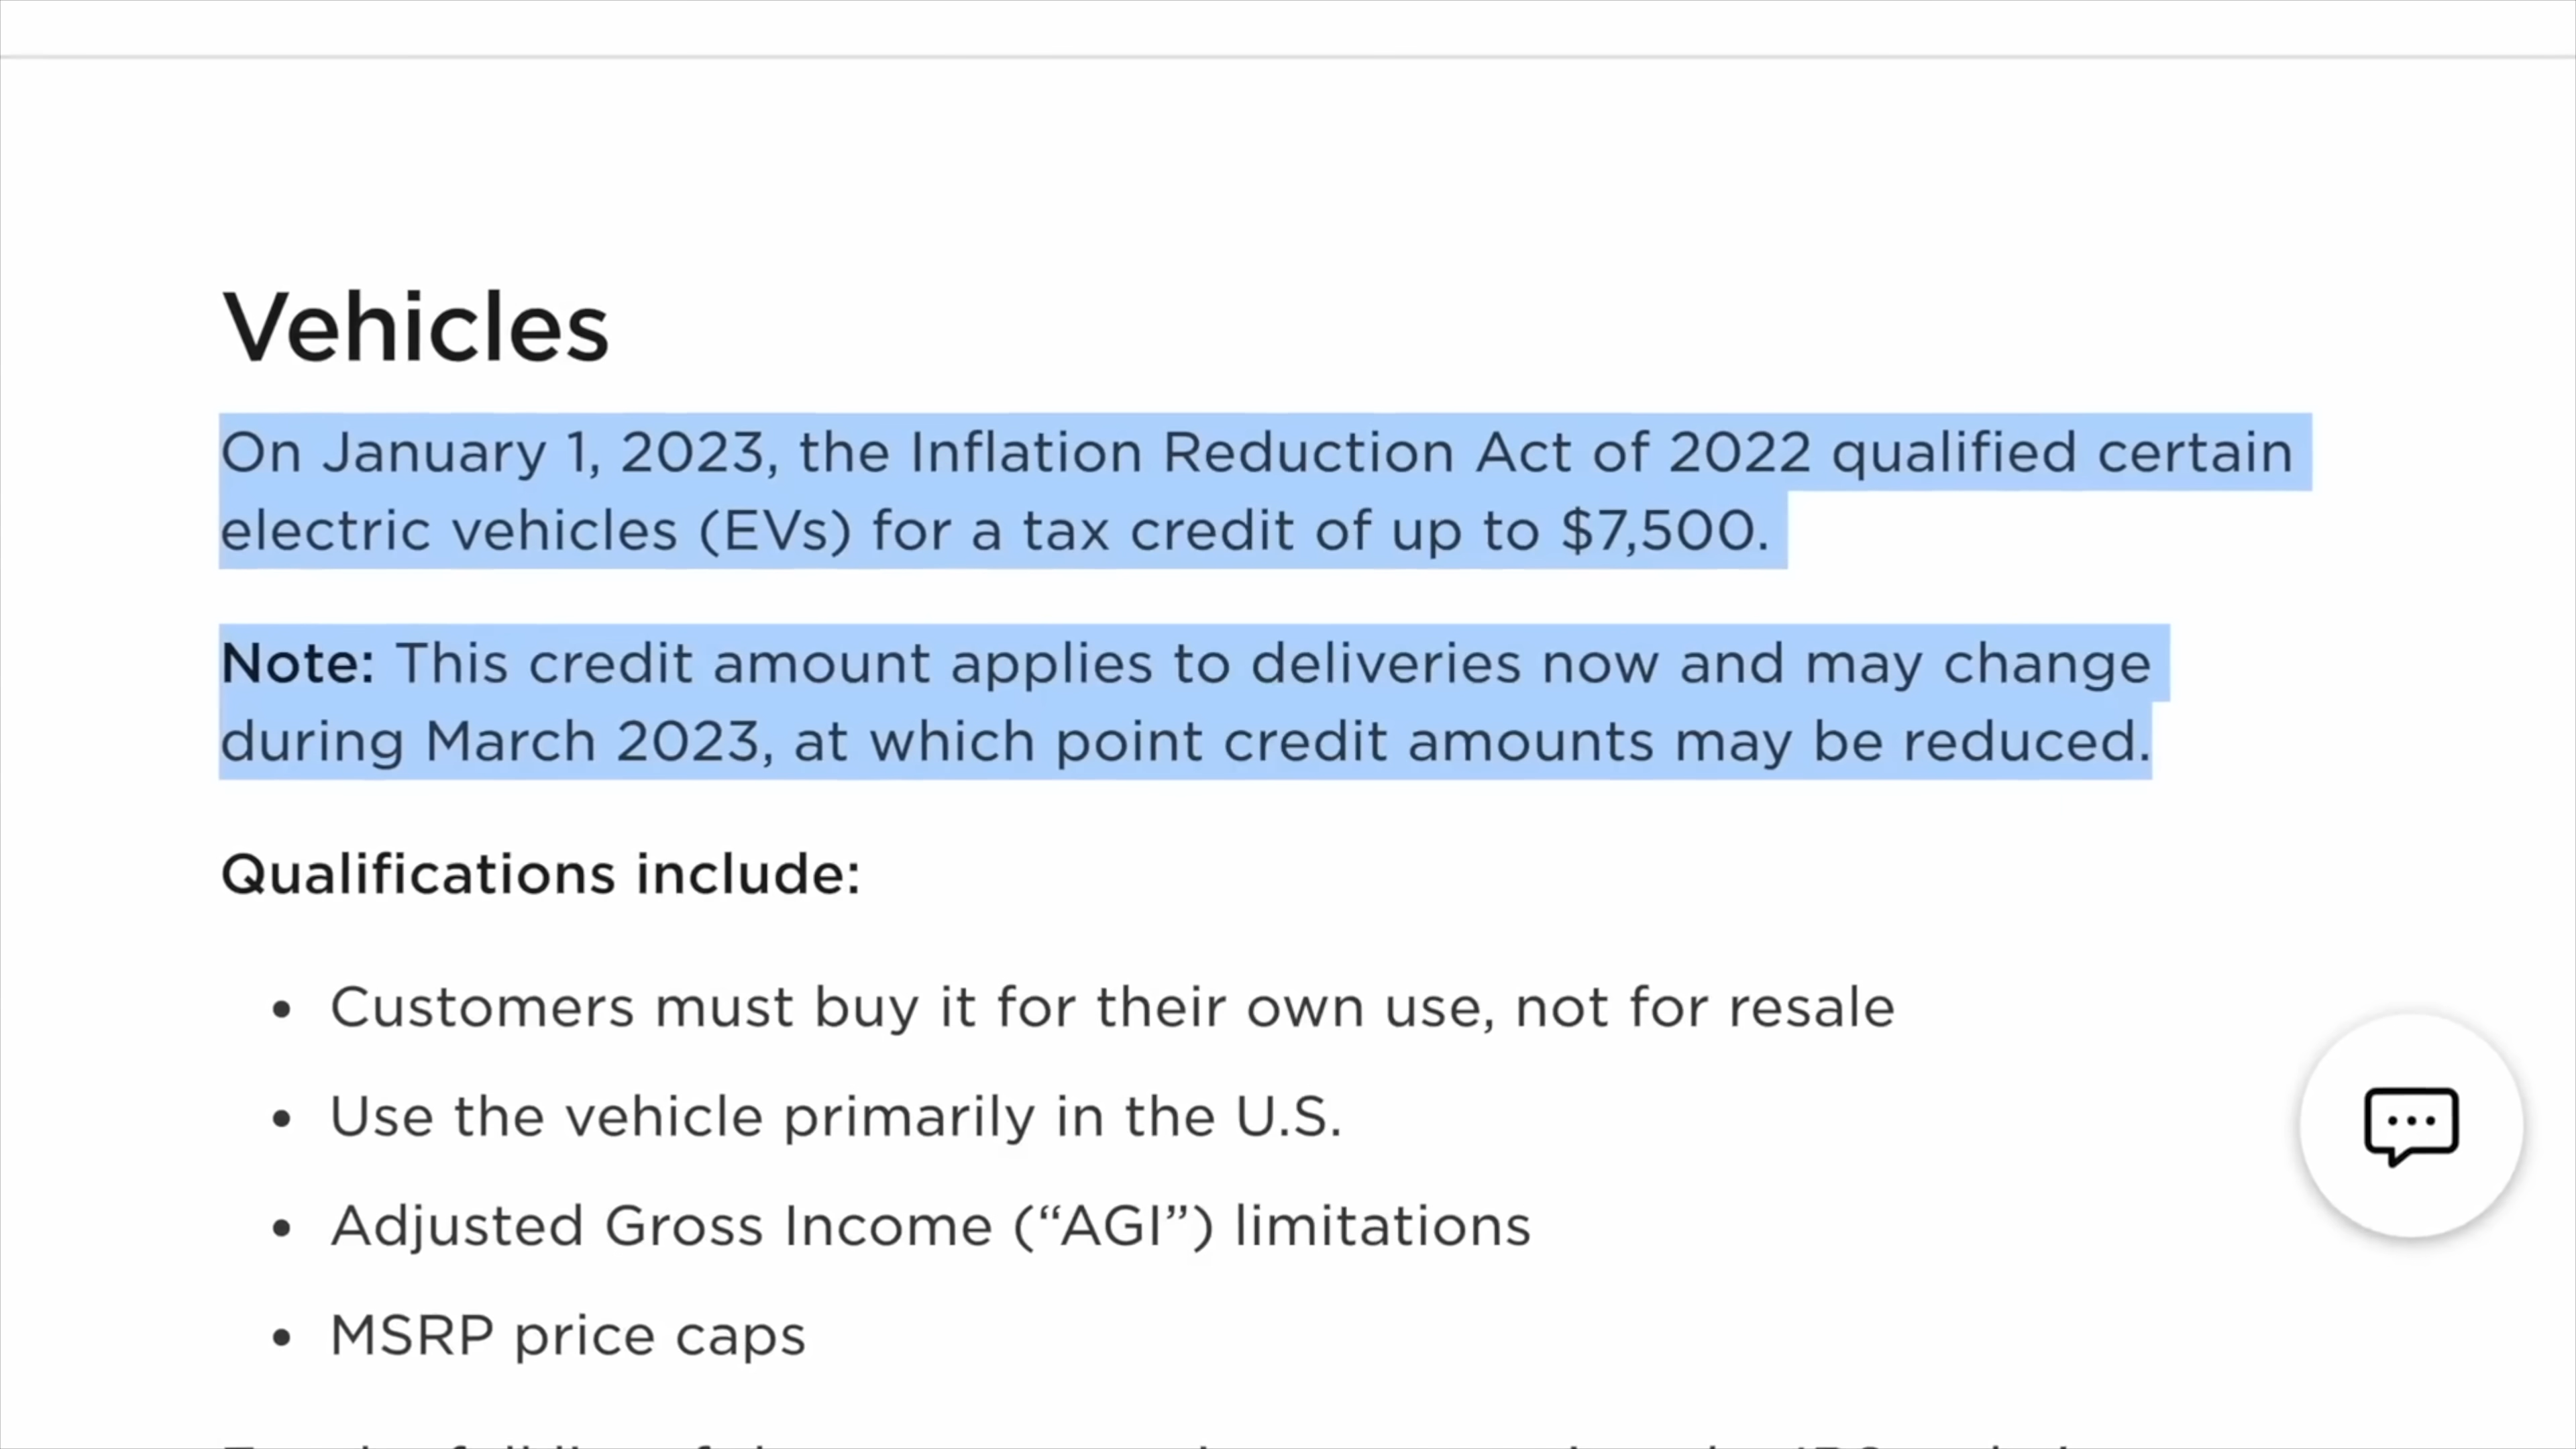 Vehicles
On January 1, 2023, the Inflation Reduction Act of 2022 qualified certain
electric vehicles (EVs) for a tax credit of up to $7,500.
Note: This credit amount applies to deliveries now and may change
during March 2023, at which point credit amounts may be reduced.
Qualifications include:
• Customers must buy it for their own use, not for resale
• Use the vehicle primarily in the U.S.
• Adjusted Gross Income (“AGI”) limitations
• MSRP price caps